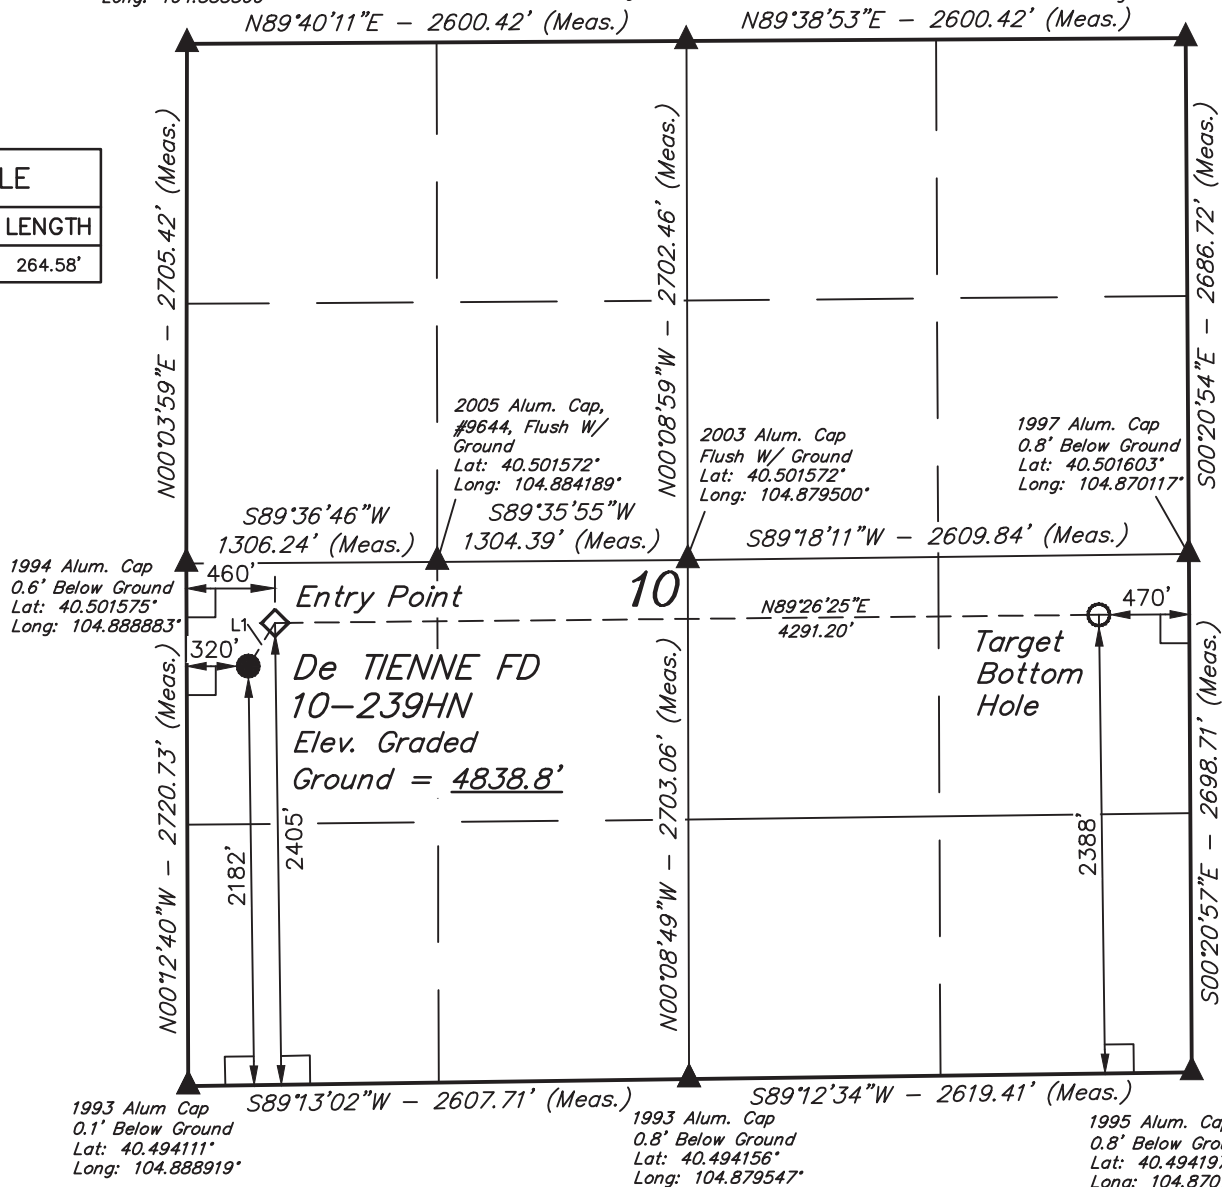 N89°40'11"E - 2600.42' (Meas.)
N89°38'53"E - 2600.42' (Meas.)
LE
LENGTH
264.58'
N00°03'59"E - 2705.42' (Meas.)
N00°08'59"W - 2702.46' (Meas.)
S00°20'54"E - 2686.72' (Meas.)
2005 Alum. Cap,
#9644, Flush W/
Ground
Lat: 40.501572°
Long: 104.884189°
2003 Alum. Cap
Flush W/ Ground
Lat: 40.501572°
Long: 104.879500°
1997 Alum. Cap
0.8' Below Ground
Lat: 40.501603°
Long: 104.870117°
S89°36'46"W
1306.24' (Meas.)
S89°35'55"W
1304.39' (Meas.)
S89°18'11"W - 2609.84' (Meas.)
1994 Alum. Cap
0.6' Below Ground
Lat: 40.501575°
Long: 104.888883°
460'
Entry Point
10
N89°26'25"E
4291.20'
470'
L1
320'
Target
Bottom
Hole
De TIENNE FD
10-239HN
Elev. Graded
Ground = 4838.8'
N00°12'40"W - 2720.73' (Meas.)
2182'
2405'
N00°08'49"W - 2703.06' (Meas.)
2388'
S00°20'57"E - 2698.71' (Meas.)
S89°13'02"W - 2607.71' (Meas.)
S89°12'34"W - 2619.41' (Meas.)
1993 Alum Cap
0.1' Below Ground
Lat: 40.494111°
Long: 104.888919°
1993 Alum. Cap
0.8' Below Ground
Lat: 40.494156°
Long: 104.879547°
1995 Alum. Cap
0.8' Below Grou
Lat: 40.494197
Long: 104.870